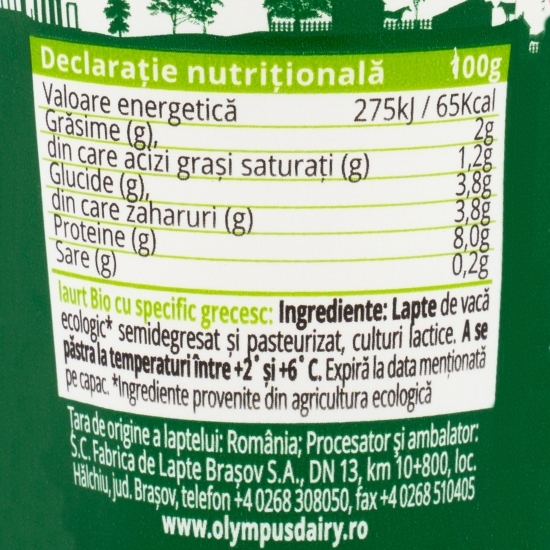 Declarație nutrițională 100g
Valoare energetică 275kJ / 65Kcal
Grăsime (g), 2g
din care acizi grași saturați (g) 1,2g
Glucide (g), 3,8g
din care zaharuri (g) 3,8g
Proteine (g) 8,0g
Sare (g) 0,2g
Iaurt Bio cu specific grecesc: Ingrediente: Lapte de vacă
ecologic* semidegresat și pasteurizat, culturi lactice. A se
păstra la temperaturi între +2° și +6° C. Expiră la data menționată
pe capac. *Ingrediente provenite din agricultura ecologică
Țara de origine a laptelui: România; Procesator și ambalator:
S.C. Fabrica de Lapte Brașov S.A., DN 13, km 10+800, loc.
Hălchiu, jud. Brașov, telefon +4 0268 308050, fax +4 0268 510405
www.olympusdairy.ro